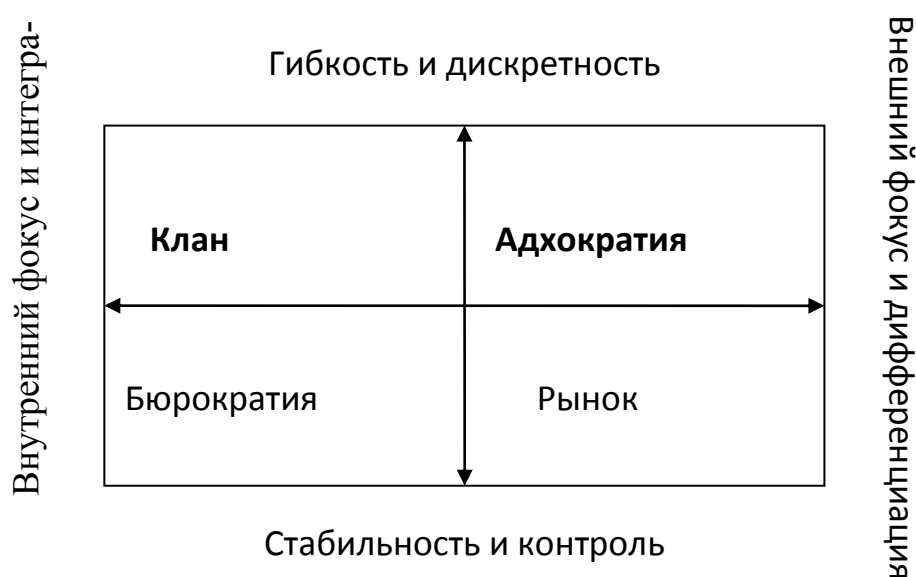 Гибкость и дискретность
Внутренний фокус и интегра-
Внешний фокус и дифференциация
Клан
Адхократия
Бюрократия
Рынок
Стабильность и контроль